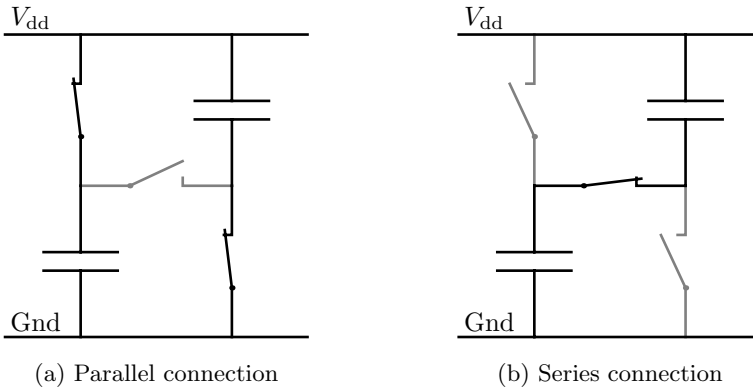 V_dd
V_dd
Gnd
Gnd
(a) Parallel connection
(b) Series connection